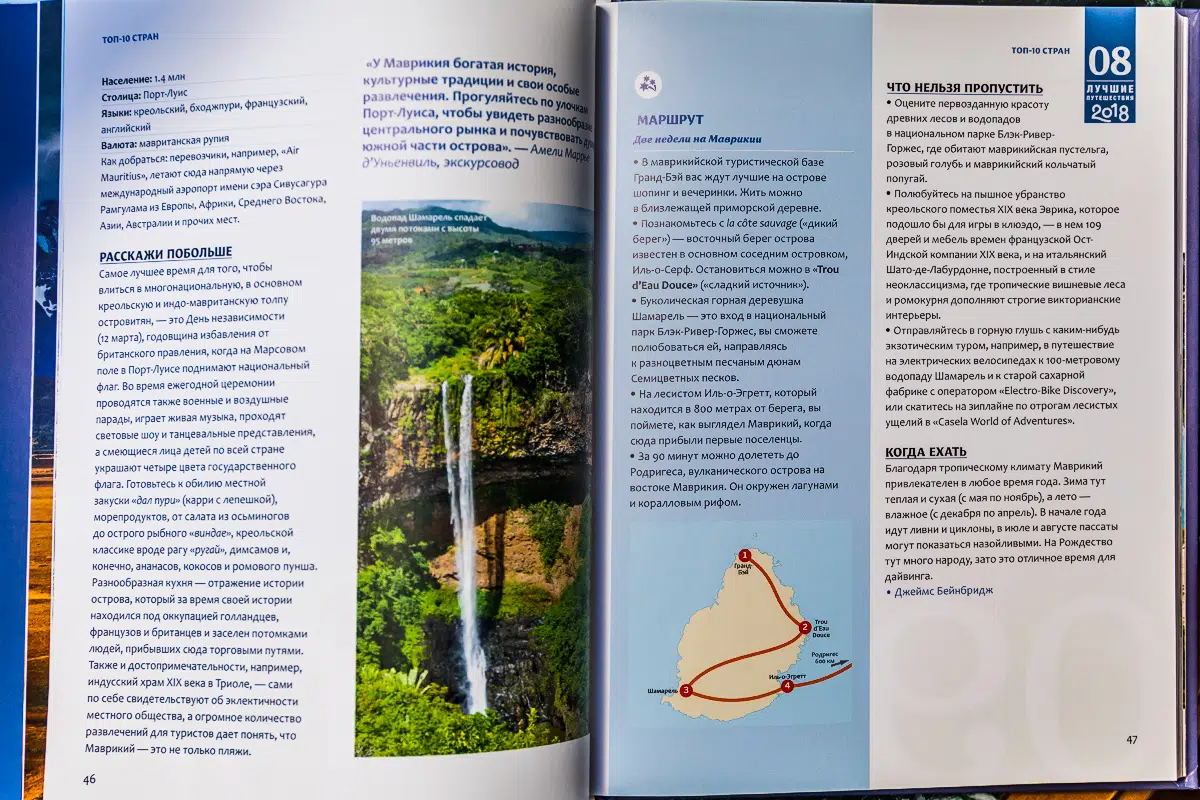 ТОП-10 СТРАН
Население: 1.4 млн
Столица: Порт-Луис
Языки: креольский, бходжпури, французский,
английский
Валюта: мавританская рупия
Как добраться: перевозчики, например, «Air
Mauritius», летают сюда напрямую через
международный аэропорт имени сэра Сивусагура
Рамгулама из Европы, Африки, Среднего Востока,
Азии, Австралии и прочих мест.
РАССКАЖИ ПОБОЛЬШЕ
Самое лучшее время для того, чтобы
влиться в многонациональную, в основном
креольскую и индо-мавританскую толпу
островитян, — это День независимости
(12 марта), годовщина избавления от
британского правления, когда на Марсовом
поле в Порт-Луисе поднимают национальный
флаг. Во время ежегодной церемонии
проводятся также военные и воздушные
парады, играет живая музыка, проходят
световые шоу и танцевальные представления,
а смеющиеся лица детей по всей стране
украшают четыре цвета государственного
флага. Готовьтесь к обилию местной
закуски «дал пури» (карри с лепешкой),
морепродуктов, от салата из осьминогов
до острого рыбного «виндае», креольской
классике вроде рагу «ругай», димсамов и,
конечно, ананасов, кокосов и ромового пунша.
Разнообразная кухня — отражение истории
острова, который за время своей истории
находился под оккупацией голландцев,
французов и британцев и заселен потомками
людей, прибывших сюда торговыми путями.
Также и достопримечательности, например,
индусский храм XIX века в Триоле, — сами
по себе свидетельствуют об эклектичности
местного общества, а огромное количество
развлечений для туристов дает понять, что
Маврикий — это не только пляжи.
46
«У Маврикия богатая история,
культурные традиции и свои особые
развлечения. Прогуляйтесь по улочкам
Порт-Луиса, чтобы увидеть разнообразие
центрального рынка и почувствовать
южной части острова». — Амели
д'Уньенвиль, экскурсовод
Водопад Шамарель спадает
двумя потоками с высоты
95 метров
МАРШРУТ
Две недели на Маврикии
• В маврикийской туристической базе
Гранд-Бэй вас ждут лучшие на острове
шопинг и вечеринки. Жить можно
в близлежащей приморской деревне.
• Познакомьтесь с la côte sauvage («дикий
берег») — восточный берег острова
известен в основном соседним островком,
Иль-о-Серф. Остановиться можно в «Trou
d'Eau Douce» («сладкий источник»).
• Буколическая горная деревушка
Шамарель — это вход в национальный
парк Блэк-Ривер-Горжес, вы сможете
полюбоваться ей, направляясь
к разноцветным песчаным дюнам
Семицветных песков.
• На лесистом Иль-о-Эгретт, который
находится в 800 метрах от берега, вы
поймете, как выглядел Маврикий, когда
сюда прибыли первые поселенцы.
• За 90 минут можно долететь до
Родригеса, вулканического острова на
востоке Маврикия. Он окружен лагунами
и коралловым рифом.
1
Гранд-
Бэй
2
Trou
d'Eau
Douce
Родригес
600 км
Иль-о-Эгретт
4
Шамарель
3
ТОП-10 СТРАН
08
ЛУЧШИЕ
ПУТЕШЕСТВИЯ
2018
ЧТО НЕЛЬЗЯ ПРОПУСТИТЬ
• Оцените первозданную красоту
древних лесов и водопадов
в национальном парке Блэк-Ривер-
Горжес, где обитают маврикийская пустельга,
розовый голубь и маврикийский кольчатый
попугай.
• Полюбуйтесь на пышное убранство
креольского поместья XIX века Эврика, которое
подошло бы для игры в клюэдо, — в нем 109
дверей и мебель времен французской Ост-
Индской компании XIX века, и на итальянский
Шато-де-Лабурдонне, построенный в стиле
неоклассицизма, где тропические вишневые леса
и ромокурня дополняют строгие викторианские
интерьеры.
• Отправляйтесь в горную глушь с каким-нибудь
экзотическим туром, например, в путешествие
на электрических велосипедах к 100-метровому
водопаду Шамарель и к старой сахарной
фабрике с оператором «Electro-Bike Discovery»,
или скатитесь на зиплайне по отрогам лесистых
ущелий в «Casela World of Adventures».
КОГДА ЕХАТЬ
Благодаря тропическому климату Маврикий
привлекателен в любое время года. Зима тут
теплая и сухая (с мая по ноябрь), а лето —
влажное (с декабря по апрель). В начале года
идут ливни и циклоны, в июле и августе пассаты
могут показаться назойливыми. На Рождество
тут много народу, зато это отличное время для
дайвинга.
• Джеймс Бейнбридж
47